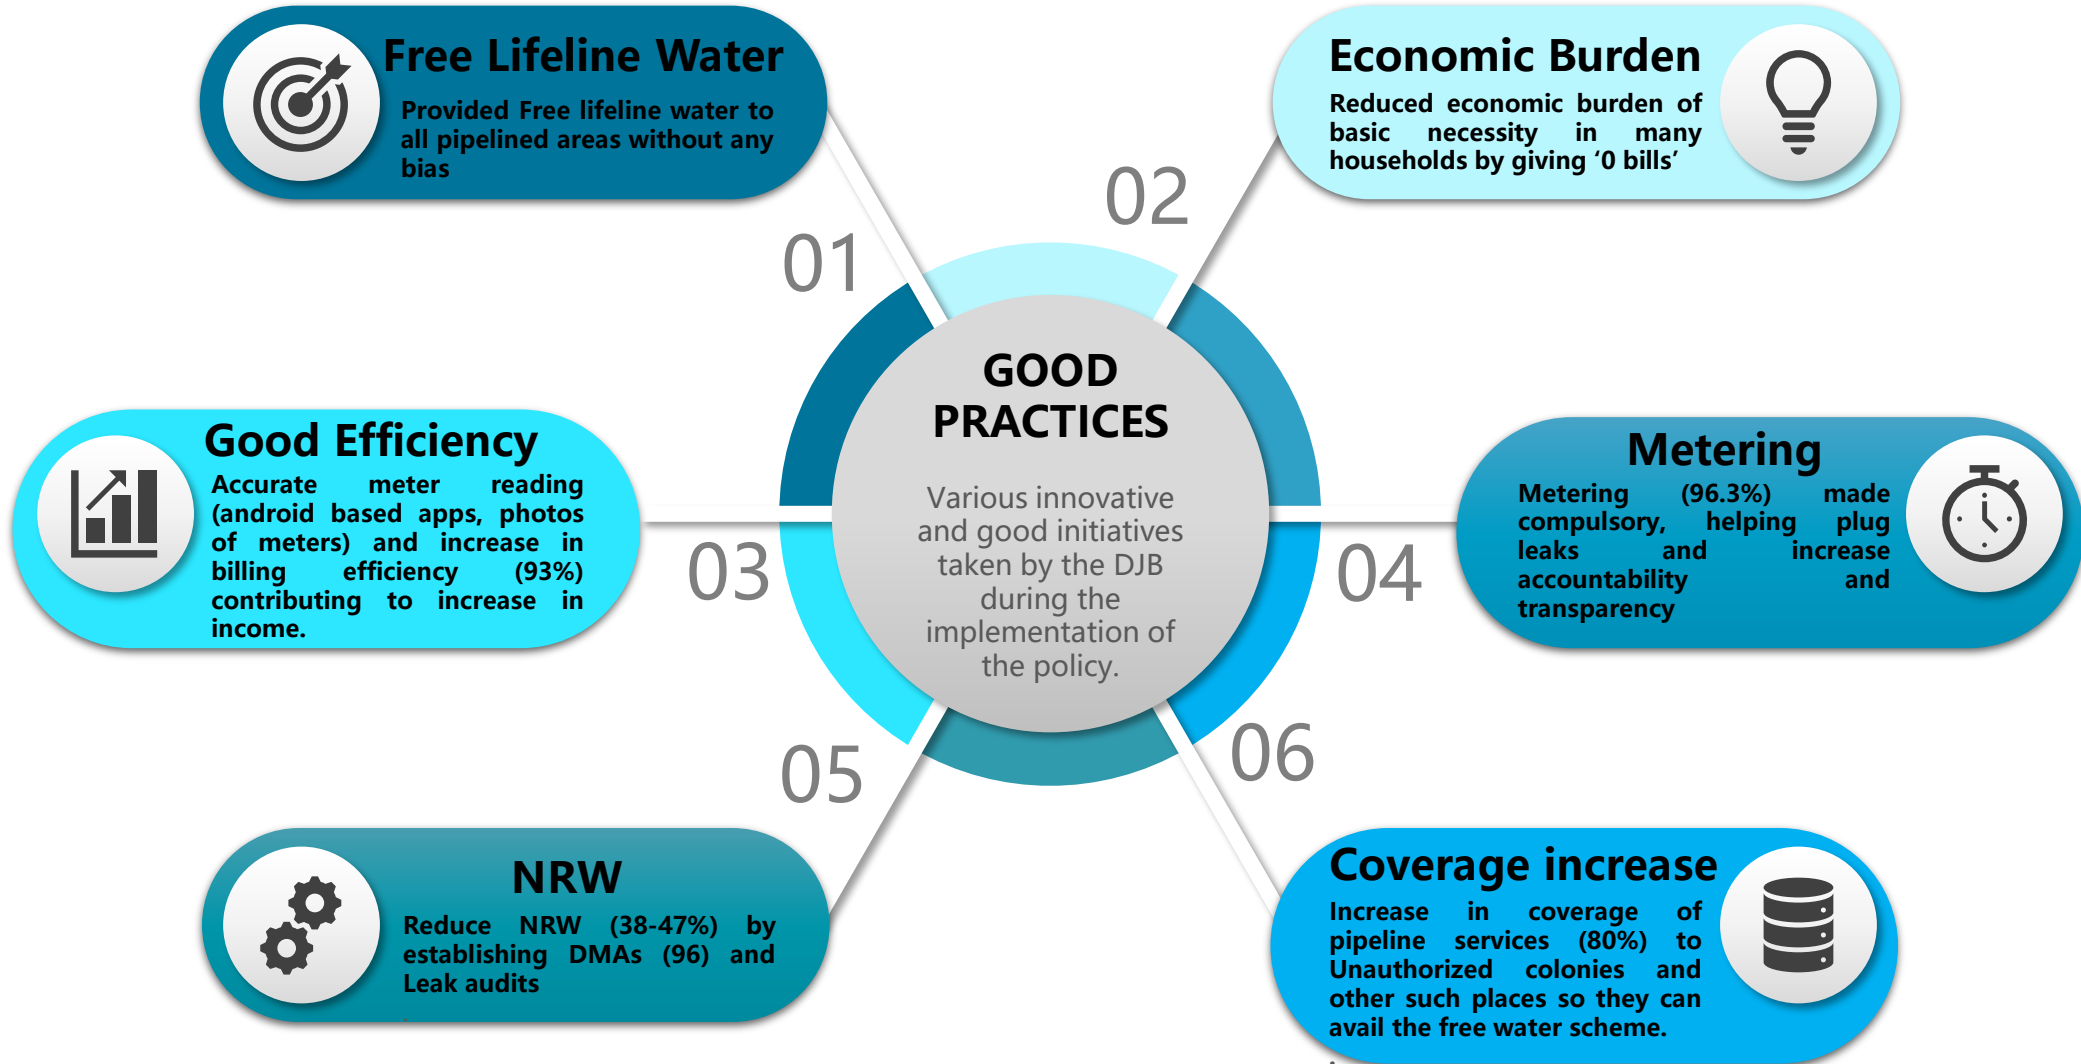 Free Lifeline Water
Provided Free lifeline water to
all pipelined areas without any
bias
01
Economic Burden
Reduced economic burden of
basic necessity in many
households by giving ‘0 bills’
02
GOOD
PRACTICES
Various innovative
and good initiatives
taken by the DJB
during the
implementation of
the policy.
Good Efficiency
Accurate meter reading
(android based apps, photos
of meters) and increase in
billing efficiency (93%)
contributing to increase in
income.
03
Metering
Metering (96.3%) made
compulsory, helping plug
leaks and increase
accountability and
transparency
04
NRW
Reduce NRW (38-47%) by
establishing DMAs (96) and
Leak audits
05
Coverage increase
Increase in coverage of
pipeline services (80%) to
Unauthorized colonies and
other such places so they can
avail the free water scheme.
06